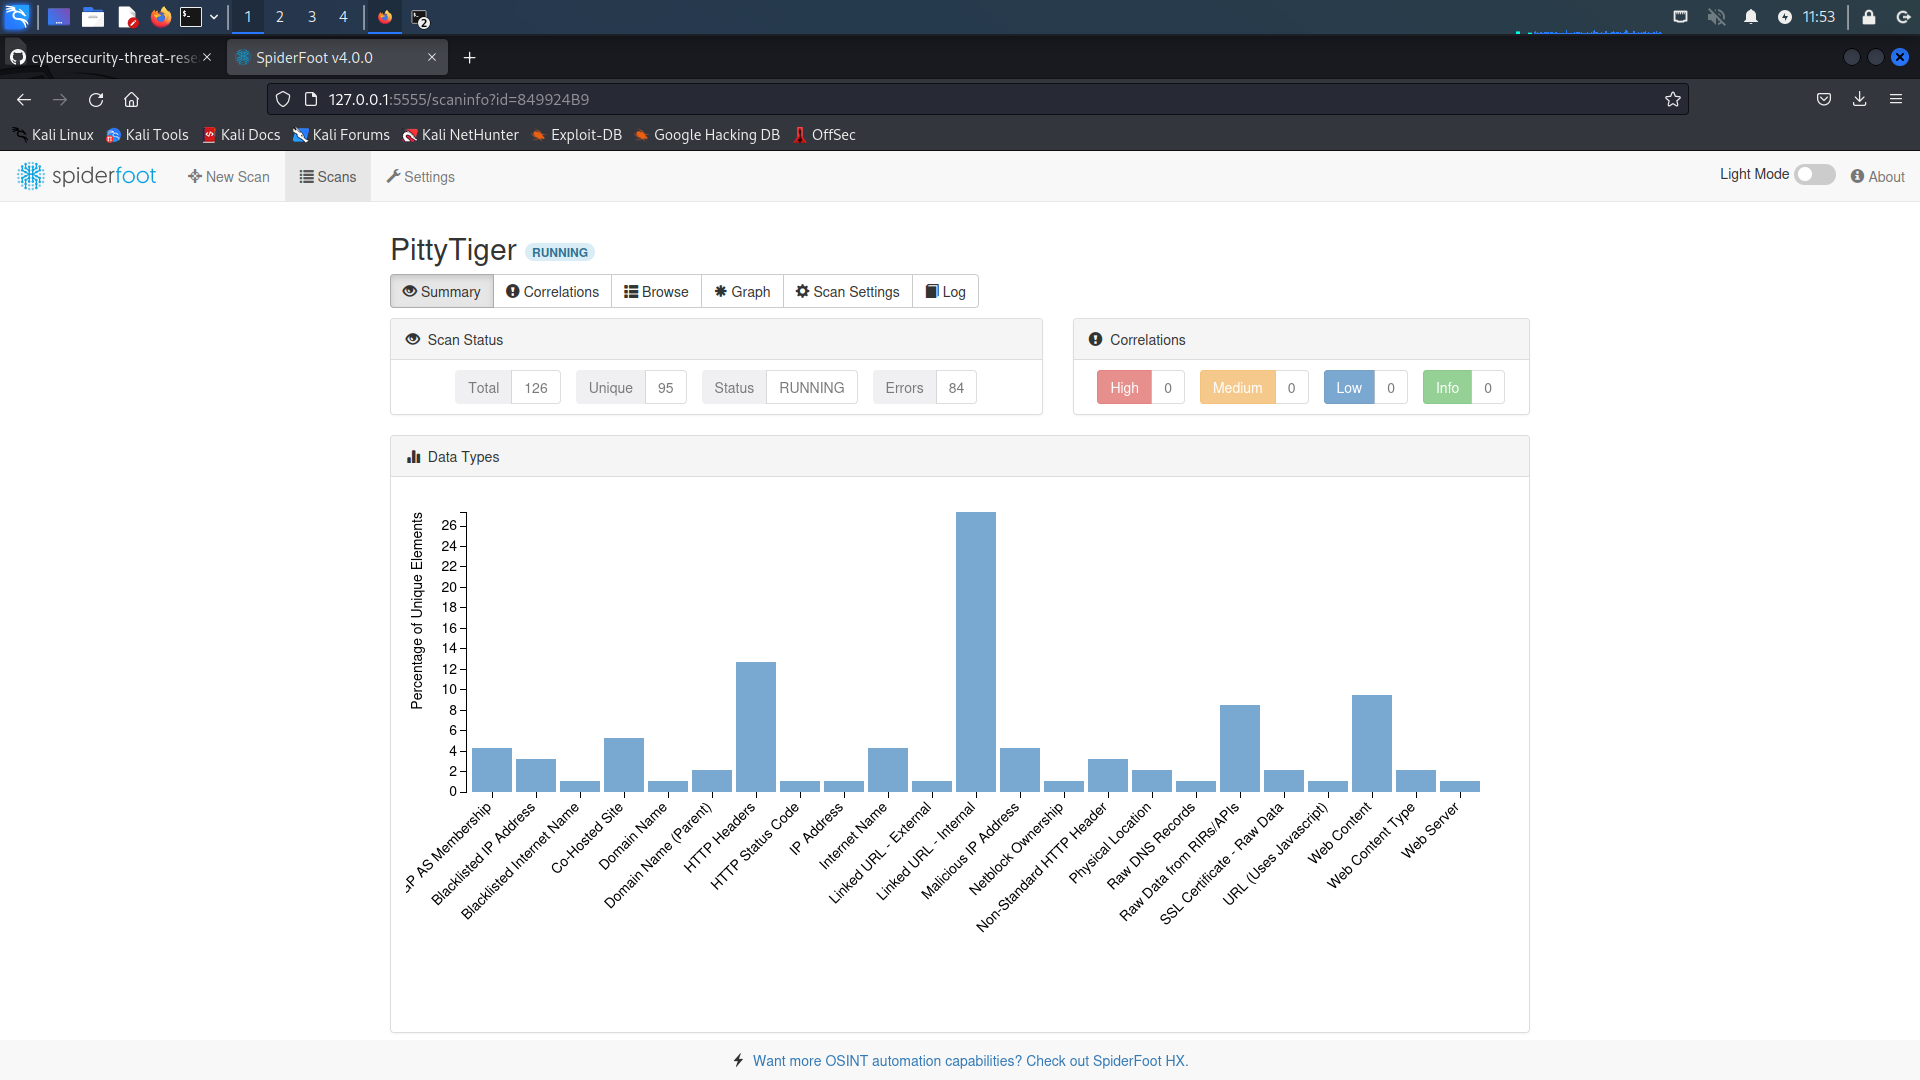 1 2 3 4 2 11:53
cybersecurity-threat-rese SpiderFoot v4.0.0
127.0.0.1:5555/scaninfo?id=849924B9
Kali Linux Kali Tools Kali Docs Kali Forums Kali NetHunter Exploit-DB Google Hacking DB OffSec
spiderfoot New Scan Scans Settings Light Mode About
PittyTiger RUNNING
Summary Correlations Browse Graph Scan Settings Log
Scan Status
Total 126 Unique 95 Status RUNNING Errors 84
Correlations
High 0 Medium 0 Low 0 Info 0
Data Types
Percentage of Unique Elements
26
24
22
20
18
16
14
12
10
8
6
4
2
0
P AS Membership
Blacklisted IP Address
Blacklisted Internet Name
Co-Hosted Site
Domain Name
Domain Name (Parent)
HTTP Headers
HTTP Status Code
IP Address
Internet Name
Linked URL - External
Linked URL - Internal
Malicious IP Address
Netblock Ownership
Non-Standard HTTP Header
Physical Location
Raw DNS Records
Raw Data from RIRs/APIs
SSL Certificate - Raw Data
URL (Uses Javascript)
Web Content
Web Content Type
Web Server
Want more OSINT automation capabilities? Check out SpiderFoot HX.